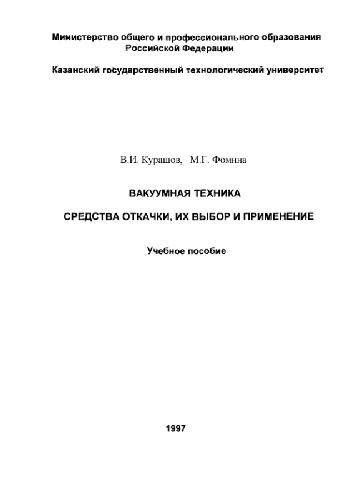 Министерство общего и профессионального образования
Российской Федерации
Казанский государственный технологический университет
В.И. Курашов, М.Г. Фомина
ВАКУУМНАЯ ТЕХНИКА
СРЕДСТВА ОТКАЧКИ, ИХ ВЫБОР И ПРИМЕНЕНИЕ
Учебное пособие
1997